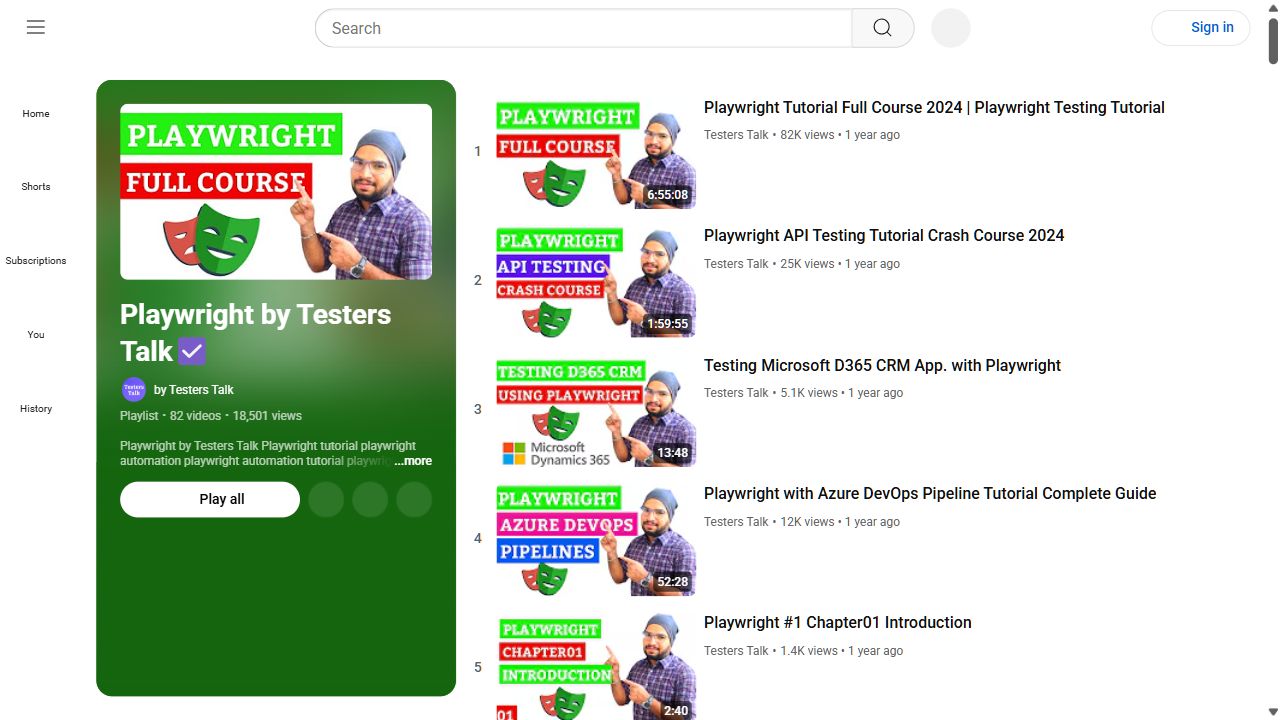 Search
Sign in
Home
Shorts
Subscriptions
You
History
PLAYWRIGHT
FULL COURSE
Playwright by Testers
Talk ✅
Testers
Talk
by Testers Talk
Playlist • 82 videos • 18,501 views
Playwright by Testers Talk Playwright tutorial playwright
automation playwright automation tutorial playwrig ...more
Play all
1
PLAYWRIGHT
FULL COURSE
6:55:08
Playwright Tutorial Full Course 2024 | Playwright Testing Tutorial
Testers Talk • 82K views • 1 year ago
2
PLAYWRIGHT
API TESTING
CRASH COURSE
1:59:55
Playwright API Testing Tutorial Crash Course 2024
Testers Talk • 25K views • 1 year ago
3
TESTING D365 CRM
USING PLAYWRIGHT
Microsoft
Dynamics 365
13:48
Testing Microsoft D365 CRM App. with Playwright
Testers Talk • 5.1K views • 1 year ago
4
PLAYWRIGHT
AZURE DEVOPS
PIPELINES
52:28
Playwright with Azure DevOps Pipeline Tutorial Complete Guide
Testers Talk • 12K views • 1 year ago
5
PLAYWRIGHT
CHAPTER01
INTRODUCTION
01
2:40
Playwright #1 Chapter01 Introduction
Testers Talk • 1.4K views • 1 year ago